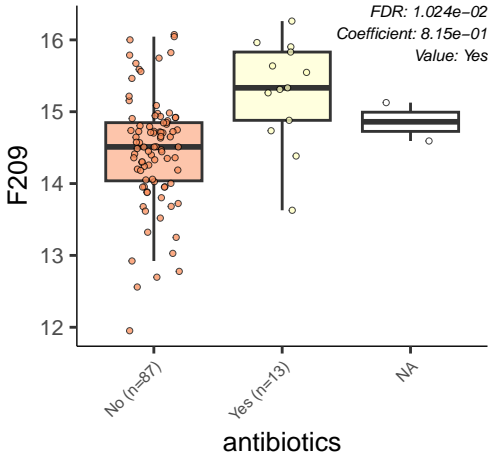 FDR: 1.024e−02
Coefficient: 8.15e−01
Value: Yes
16
15
14
13
12
F209
No (n=87)
Yes (n=13)
NA
antibiotics